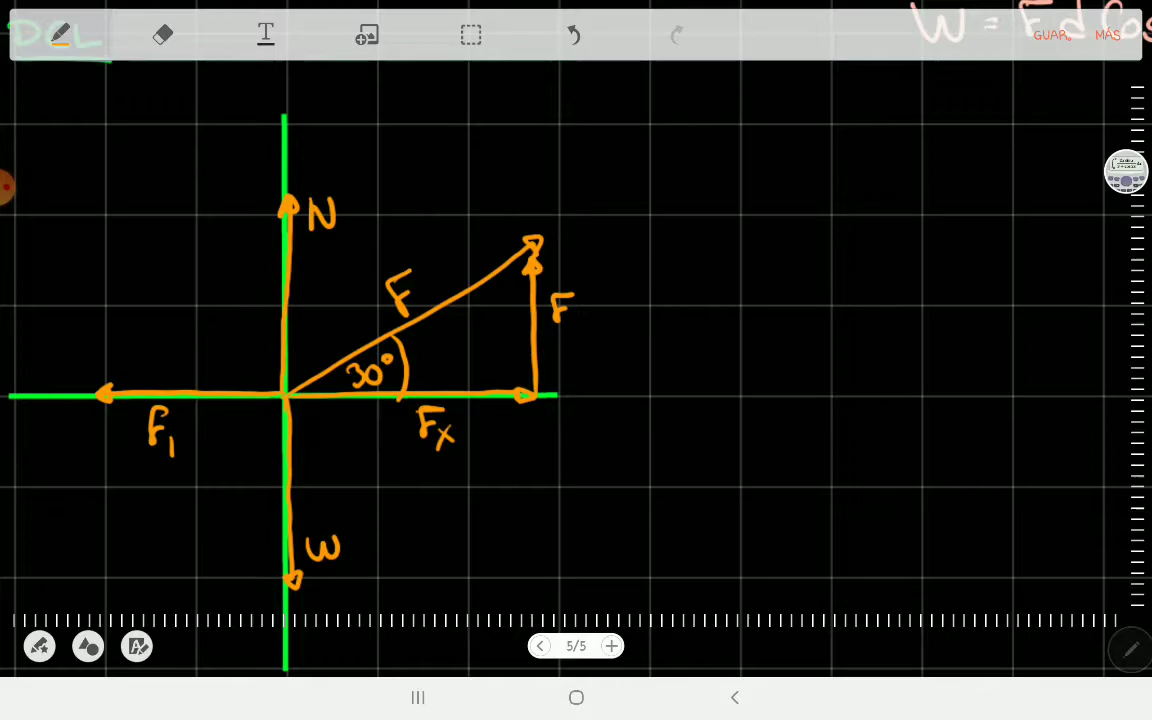 DCL
W = F d Cos
GUAR. MÁS
N
F
F
30°
F₁
Fx
W
5/5